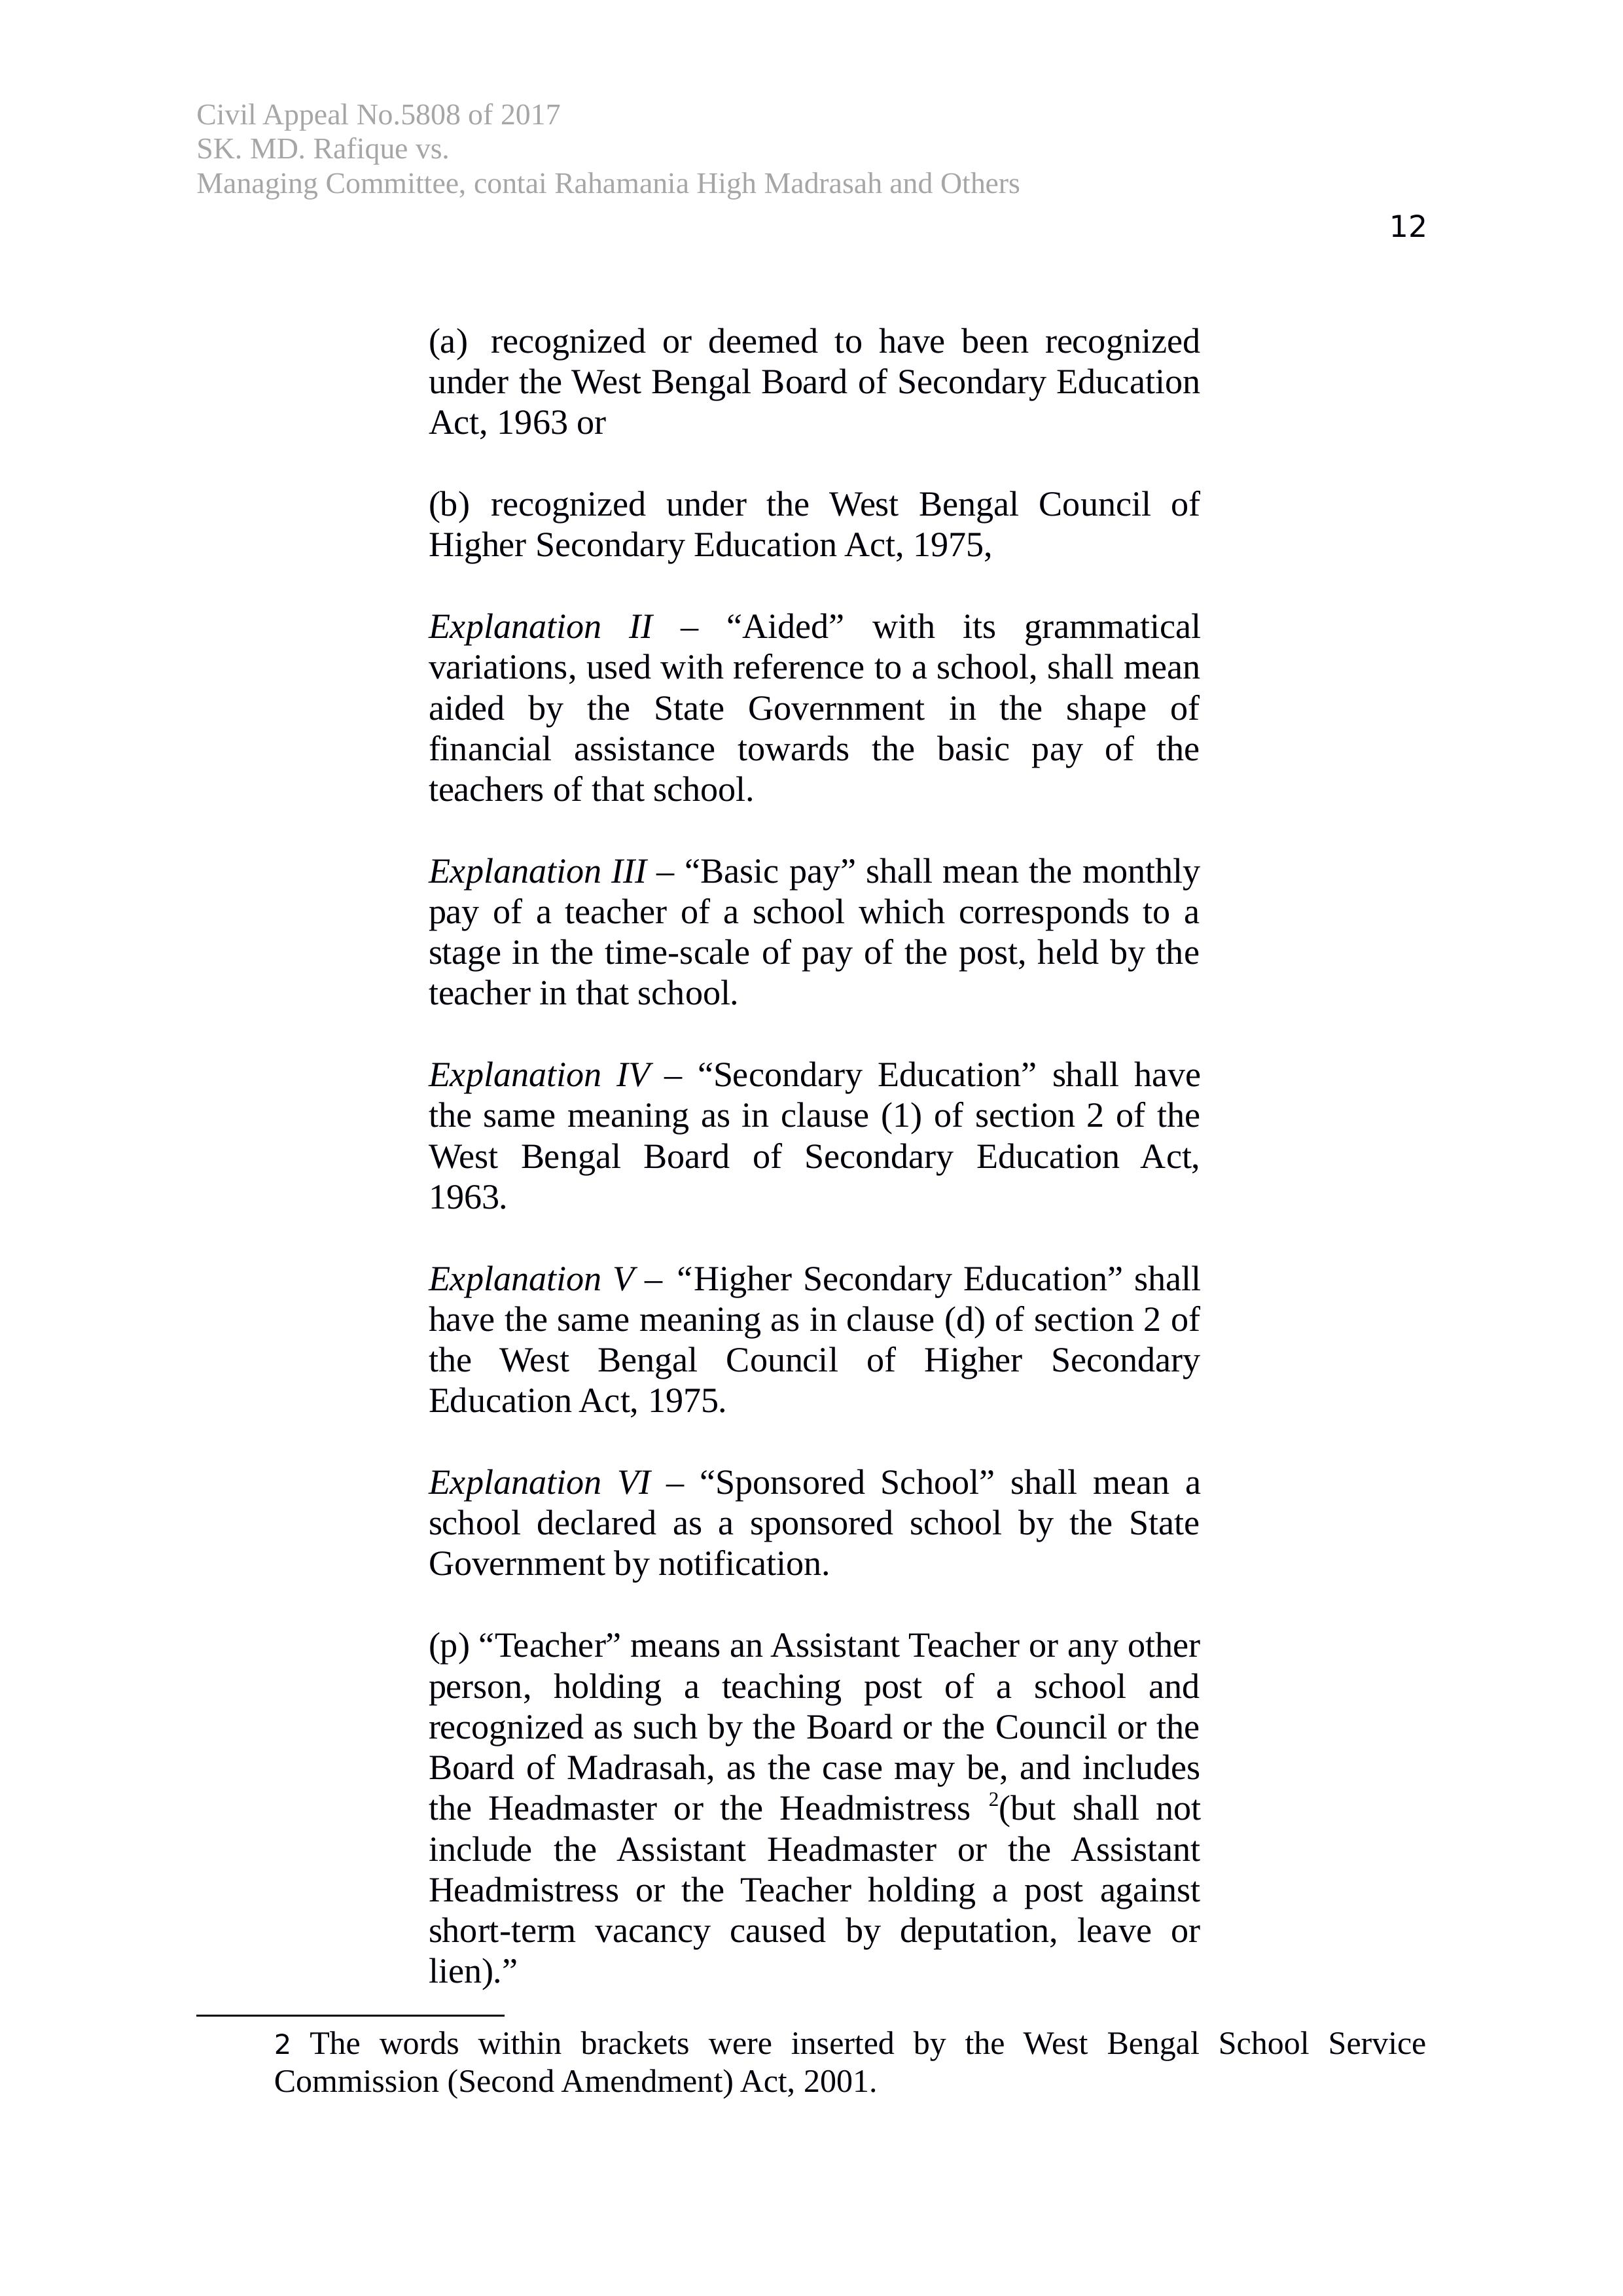 Civil Appeal No.5808 of 2017
SK. MD. Rafique vs.
Managing Committee, contai Rahamania High Madrasah and Others
12
(a) recognized or deemed to have been recognized
under the West Bengal Board of Secondary Education
Act, 1963 or
(b) recognized under the West Bengal Council of
Higher Secondary Education Act, 1975,
Explanation II – “Aided” with its grammatical
variations, used with reference to a school, shall mean
aided by the State Government in the shape of
financial assistance towards the basic pay of the
teachers of that school.
Explanation III – “Basic pay” shall mean the monthly
pay of a teacher of a school which corresponds to a
stage in the time-scale of pay of the post, held by the
teacher in that school.
Explanation IV – “Secondary Education” shall have
the same meaning as in clause (1) of section 2 of the
West Bengal Board of Secondary Education Act,
1963.
Explanation V – “Higher Secondary Education” shall
have the same meaning as in clause (d) of section 2 of
the West Bengal Council of Higher Secondary
Education Act, 1975.
Explanation VI – “Sponsored School” shall mean a
school declared as a sponsored school by the State
Government by notification.
(p) “Teacher” means an Assistant Teacher or any other
person, holding a teaching post of a school and
recognized as such by the Board or the Council or the
Board of Madrasah, as the case may be, and includes
the Headmaster or the Headmistress 2(but shall not
include the Assistant Headmaster or the Assistant
Headmistress or the Teacher holding a post against
short-term vacancy caused by deputation, leave or
lien).”
2 The words within brackets were inserted by the West Bengal School Service
Commission (Second Amendment) Act, 2001.